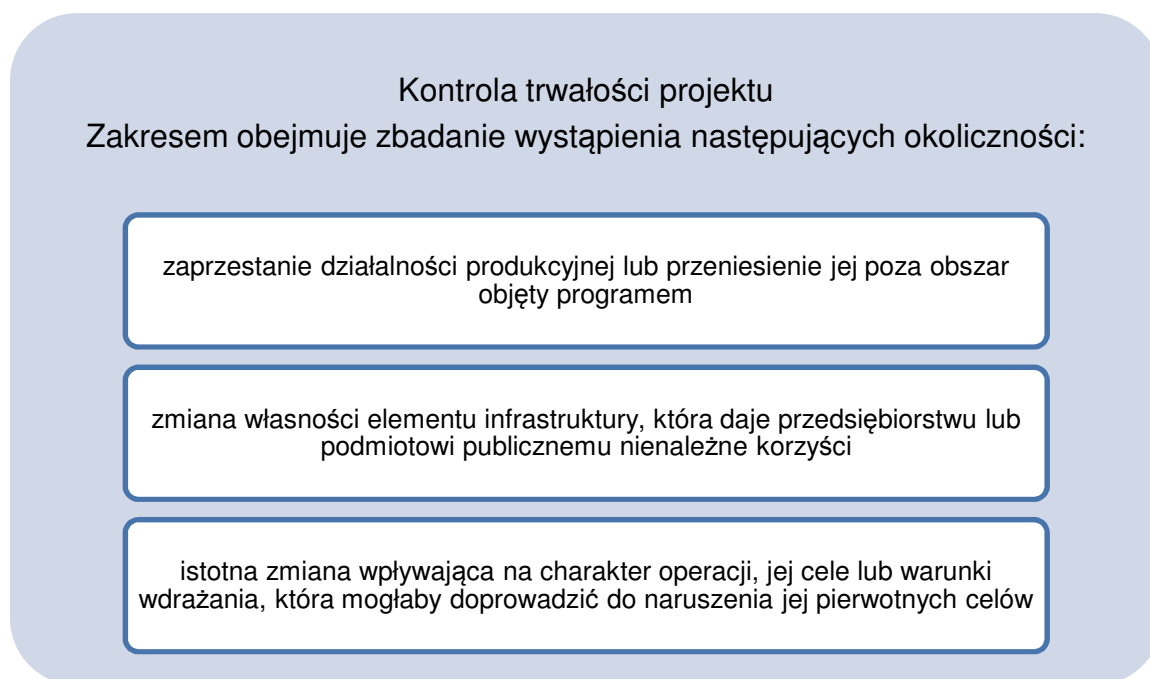 Kontrola trwałości projektu
Zakresem obejmuje zbadanie wystąpienia następujących okoliczności:
zaprzestanie działalności produkcyjnej lub przeniesienie jej poza obszar
objęty programem
zmiana własności elementu infrastruktury, która daje przedsiębiorstwu lub
podmiotowi publicznemu nienależne korzyści
istotna zmiana wpływająca na charakter operacji, jej cele lub warunki
wdrażania, która mogłaby doprowadzić do naruszenia jej pierwotnych celów